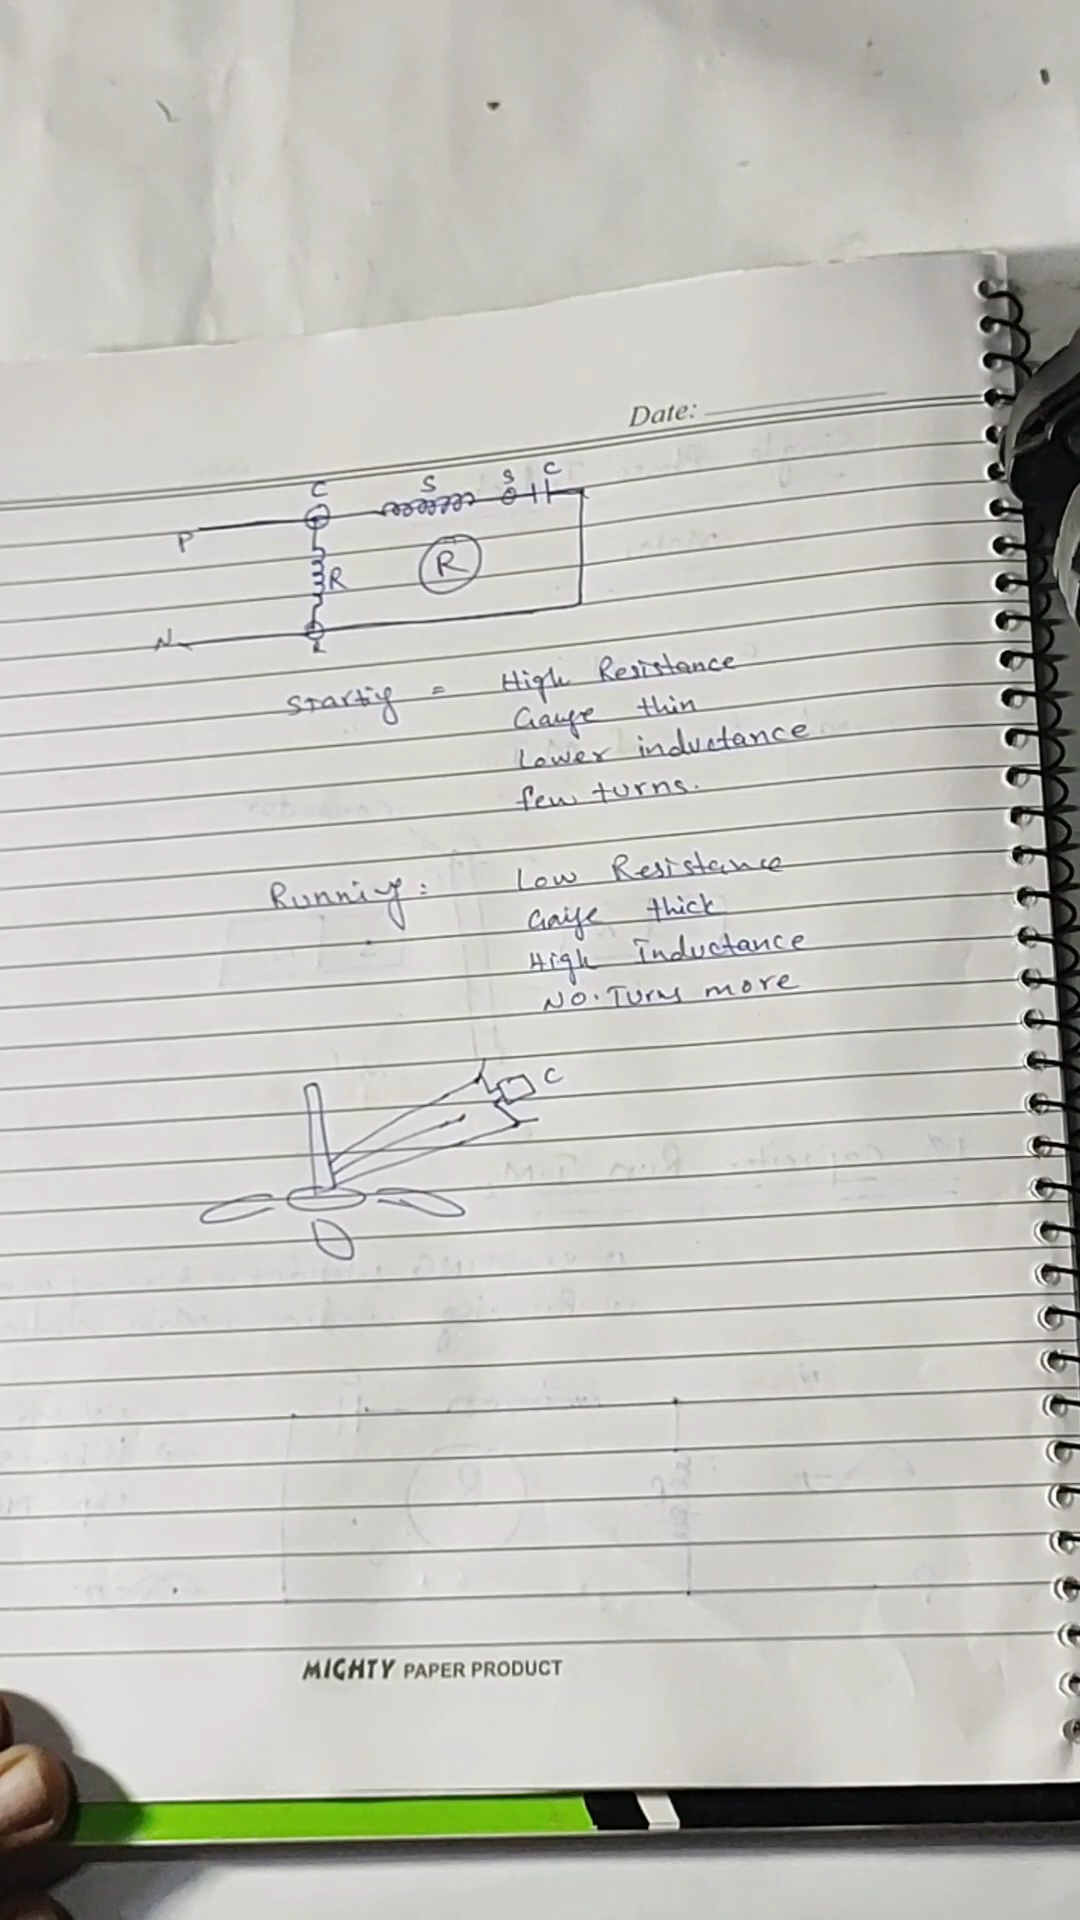 Date:
C S S C
P
R R
N
R
Starting = High Resistance
Gauge thin
Lower inductance
few turns.
Running: Low Resistance
Gauge thick
High Inductance
NO. Turns more
C
MIGHTY PAPER PRODUCT